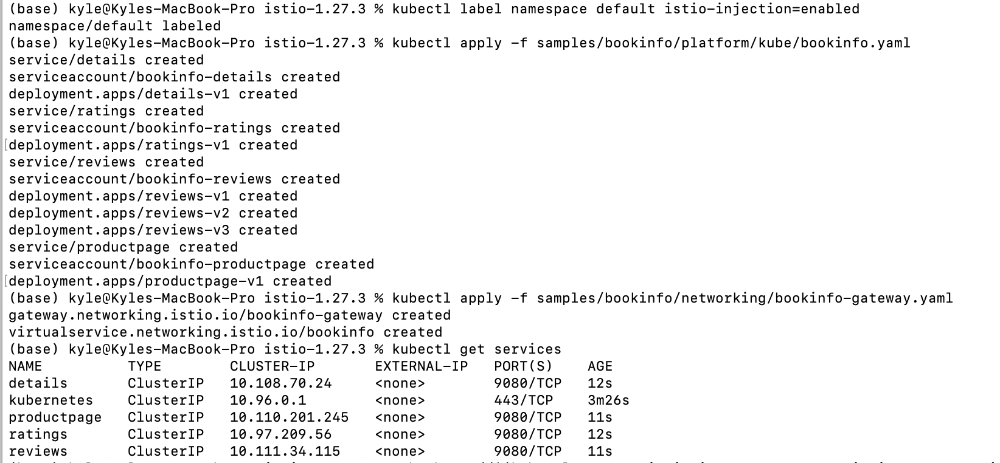 (base) kyle@Kyles-MacBook-Pro istio-1.27.3 % kubectl label namespace default istio-injection=enabled
namespace/default labeled
(base) kyle@Kyles-MacBook-Pro istio-1.27.3 % kubectl apply -f samples/bookinfo/platform/kube/bookinfo.yaml
service/details created
serviceaccount/bookinfo-details created
deployment.apps/details-v1 created
service/ratings created
serviceaccount/bookinfo-ratings created
[deployment.apps/ratings-v1 created
service/reviews created
serviceaccount/bookinfo-reviews created
deployment.apps/reviews-v1 created
deployment.apps/reviews-v2 created
deployment.apps/reviews-v3 created
service/productpage created
serviceaccount/bookinfo-productpage created
[deployment.apps/productpage-v1 created
(base) kyle@Kyles-MacBook-Pro istio-1.27.3 % kubectl apply -f samples/bookinfo/networking/bookinfo-gateway.yaml
gateway.networking.istio.io/bookinfo-gateway created
virtualservice.networking.istio.io/bookinfo created
(base) kyle@Kyles-MacBook-Pro istio-1.27.3 % kubectl get services
NAME TYPE CLUSTER-IP EXTERNAL-IP PORT(S) AGE
details ClusterIP 10.108.70.24 <none> 9080/TCP 12s
kubernetes ClusterIP 10.96.0.1 <none> 443/TCP 3m26s
productpage ClusterIP 10.110.201.245 <none> 9080/TCP 11s
ratings ClusterIP 10.97.209.56 <none> 9080/TCP 12s
reviews ClusterIP 10.111.34.115 <none> 9080/TCP 11s